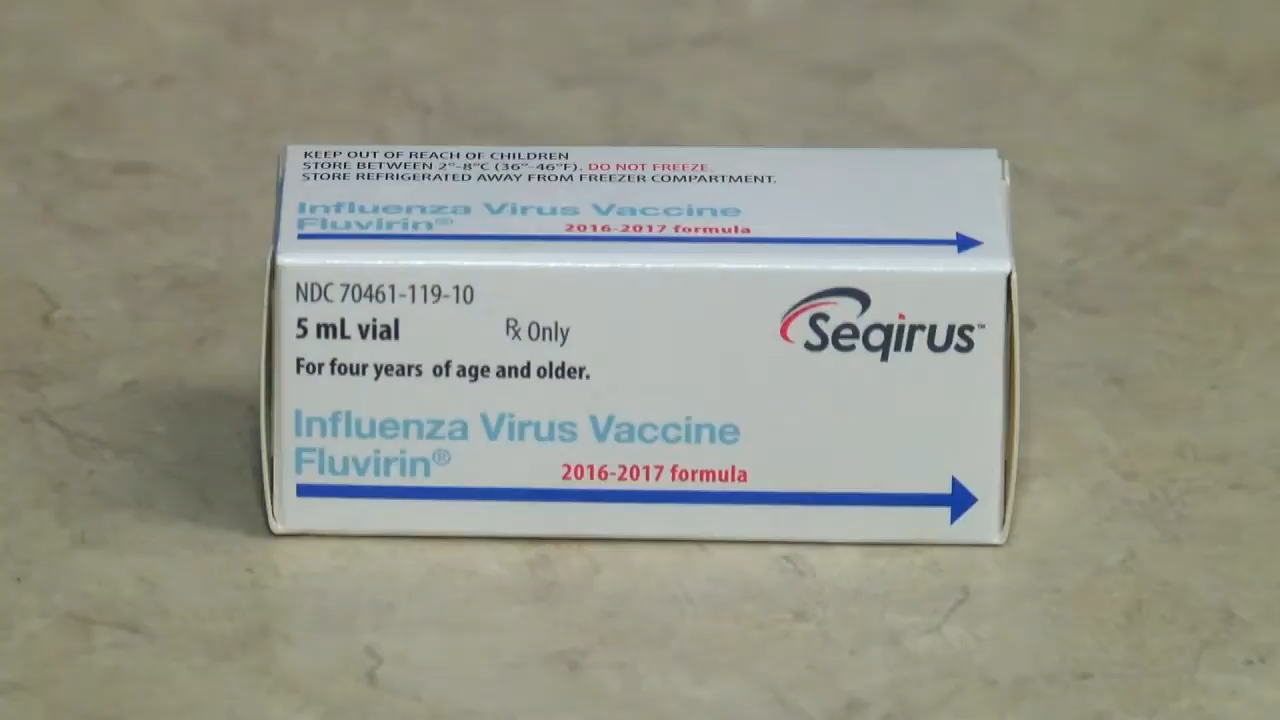 KEEP OUT OF REACH OF CHILDREN
STORE BETWEEN 2°-8°C (36°-46°F). DO NOT FREEZE.
STORE REFRIGERATED AWAY FROM FREEZER COMPARTMENT.
Influenza Virus Vaccine
Fluvirin® 2016-2017 formula
NDC 70461-119-10
5 mL vial ℞ Only
Seqirus™
For four years of age and older.
Influenza Virus Vaccine
Fluvirin® 2016-2017 formula